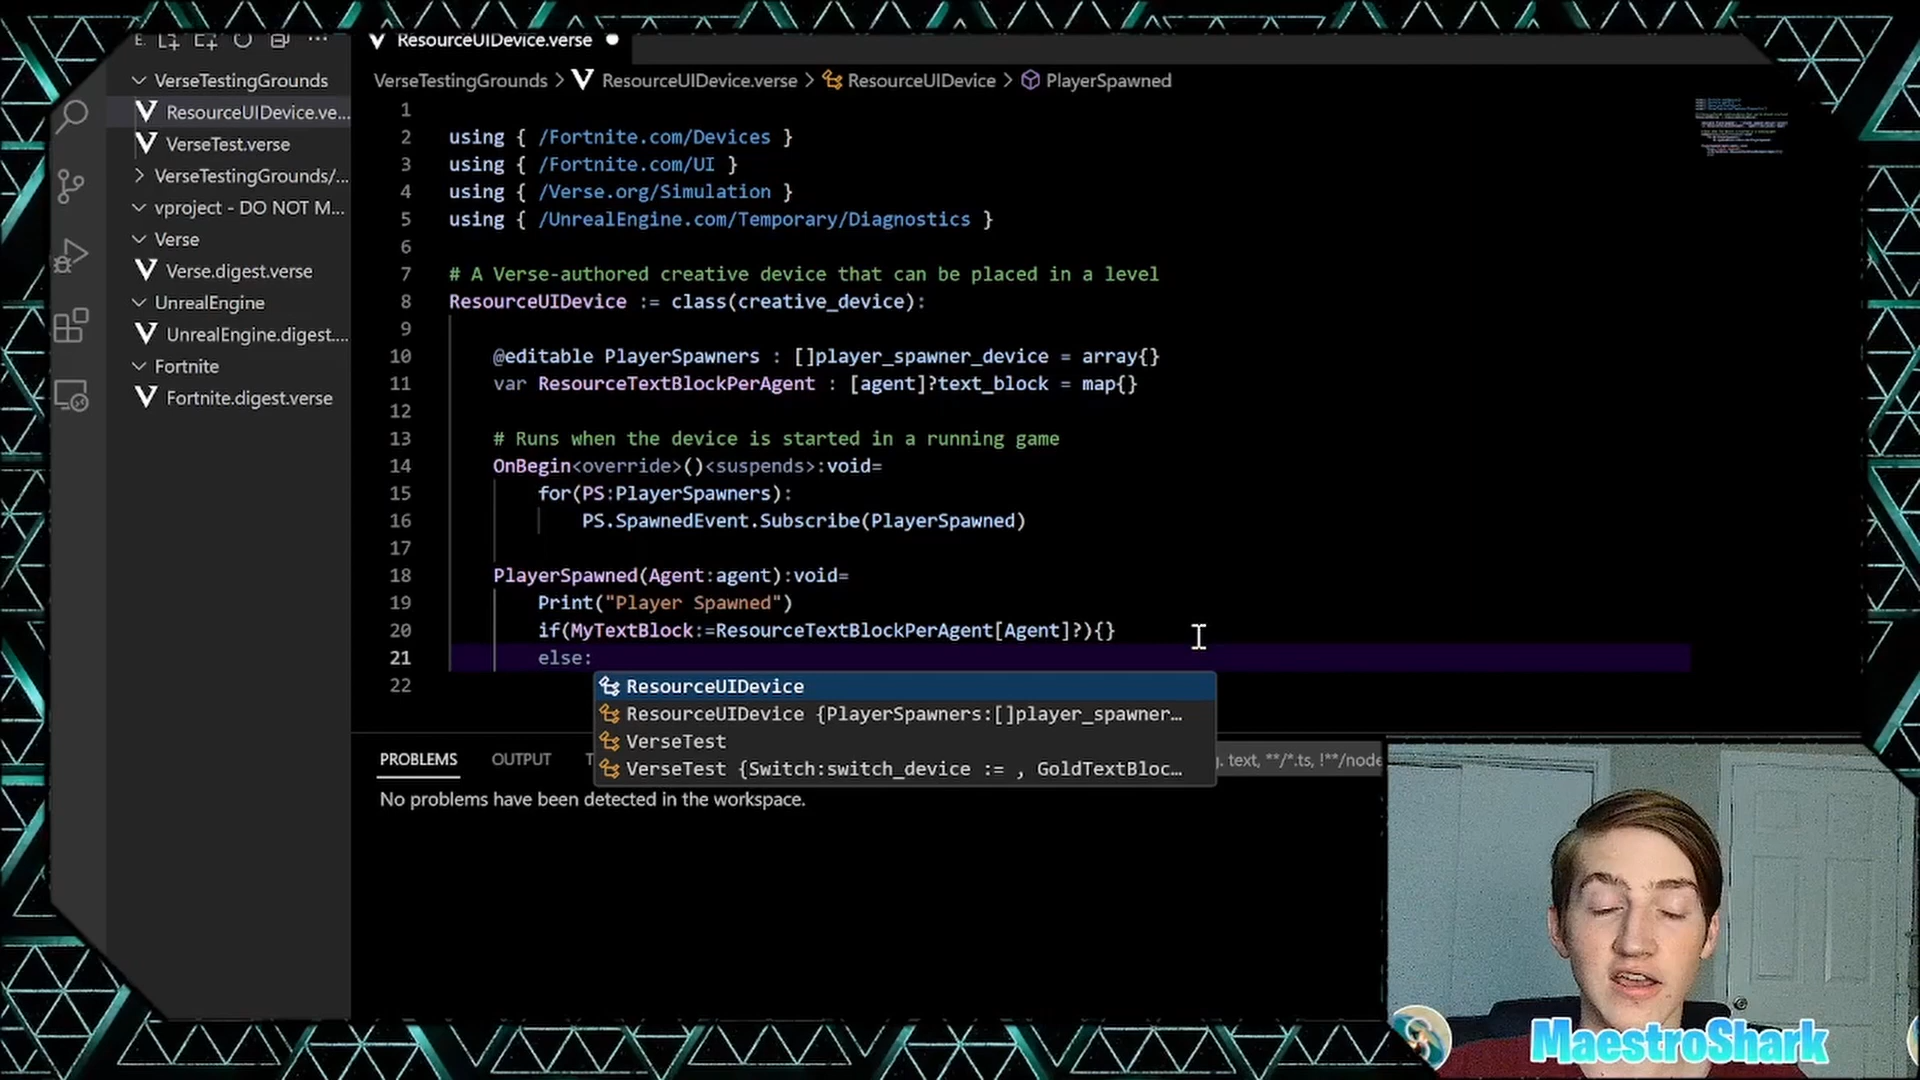 E.
VerseTestingGrounds
ResourceUIDevice.ve...
VerseTest.verse
VerseTestingGrounds/...
vproject - DO NOT M...
Verse
Verse.digest.verse
UnrealEngine
UnrealEngine.digest....
Fortnite
Fortnite.digest.verse
ResourceUIDevice.verse
VerseTestingGrounds > ResourceUIDevice.verse > ResourceUIDevice > PlayerSpawned
1
2 using { /Fortnite.com/Devices }
3 using { /Fortnite.com/UI }
4 using { /Verse.org/Simulation }
5 using { /UnrealEngine.com/Temporary/Diagnostics }
6
7 # A Verse-authored creative device that can be placed in a level
8 ResourceUIDevice := class(creative_device):
9
10 @editable PlayerSpawners : []player_spawner_device = array{}
11 var ResourceTextBlockPerAgent : [agent]?text_block = map{}
12
13 # Runs when the device is started in a running game
14 OnBegin<override>()<suspends>:void=
15 for(PS:PlayerSpawners):
16 PS.SpawnedEvent.Subscribe(PlayerSpawned)
17
18 PlayerSpawned(Agent:agent):void=
19 Print("Player Spawned")
20 if(MyTextBlock:=ResourceTextBlockPerAgent[Agent]?){}
21 else:
22
ResourceUIDevice
ResourceUIDevice {PlayerSpawners:[]player_spawner…
VerseTest
VerseTest {Switch:switch_device := , GoldTextBloc…
PROBLEMS OUTPUT T
g. text, **/*.ts, !**/node
No problems have been detected in the workspace.
MaestroShark